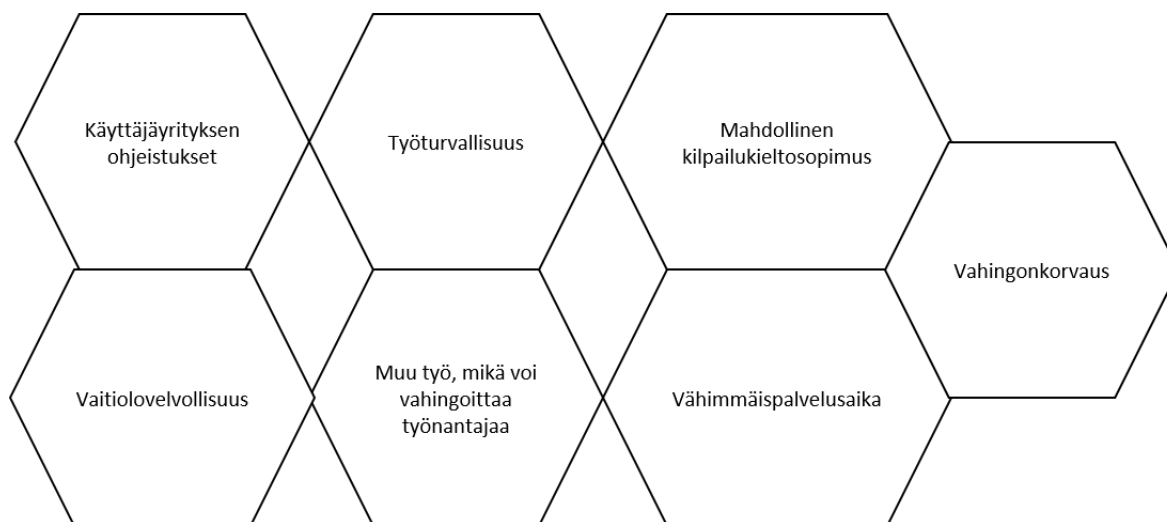 Käyttäjäyrityksen
ohjeistukset
Työturvallisuus
Mahdollinen
kilpailukieltosopimus
Vahingonkorvaus
Vaitiolovelvollisuus
Muu työ, mikä voi
vahingoittaa
työnantajaa
Vähimmäispalvelusaika